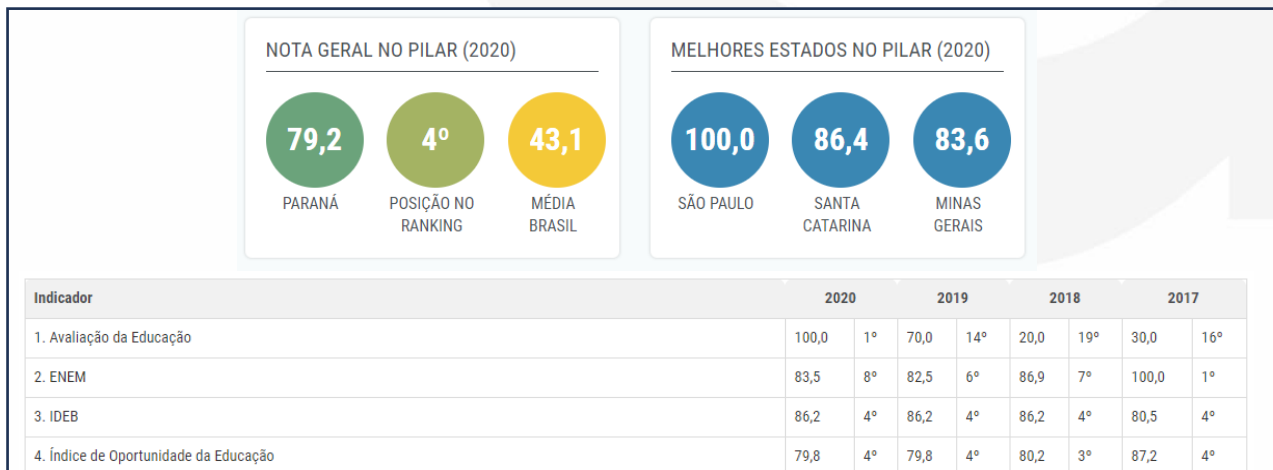 NOTA GERAL NO PILAR (2020)
79,2
4º
43,1
PARANÁ
POSIÇÃO NO
RANKING
MÉDIA
BRASIL
MELHORES ESTADOS NO PILAR (2020)
100,0
86,4
83,6
SÃO PAULO
SANTA
CATARINA
MINAS
GERAIS
Indicador 2020 2019 2018 2017
1. Avaliação da Educação 100,0 1º 70,0 14º 20,0 19º 30,0 16º
2. ENEM 83,5 8º 82,5 6º 86,9 7º 100,0 1º
3. IDEB 86,2 4º 86,2 4º 86,2 4º 80,5 4º
4. Índice de Oportunidade da Educação 79,8 4º 79,8 4º 80,2 3º 87,2 4º